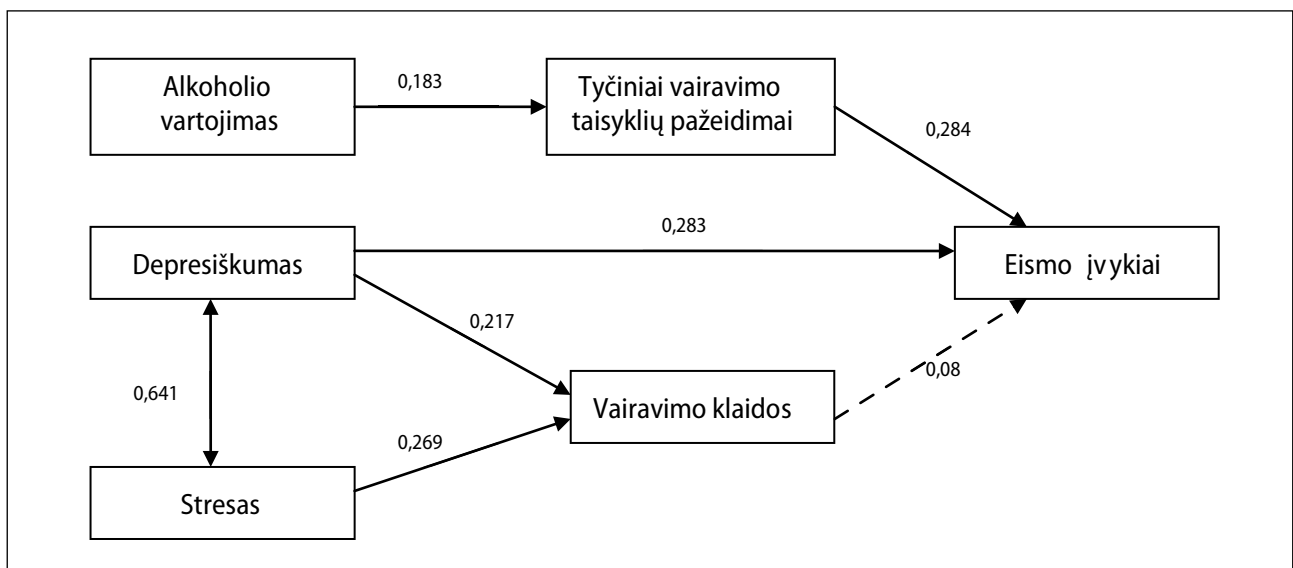 Alkoholio
vartojimas
0,183
Tyčiniai vairavimo
taisyklių pažeidimai
0,284
Depresiškumas
0,283
Eismo įvykiai
0,217
0,641
Vairavimo klaidos
0,08
0,269
Stresas